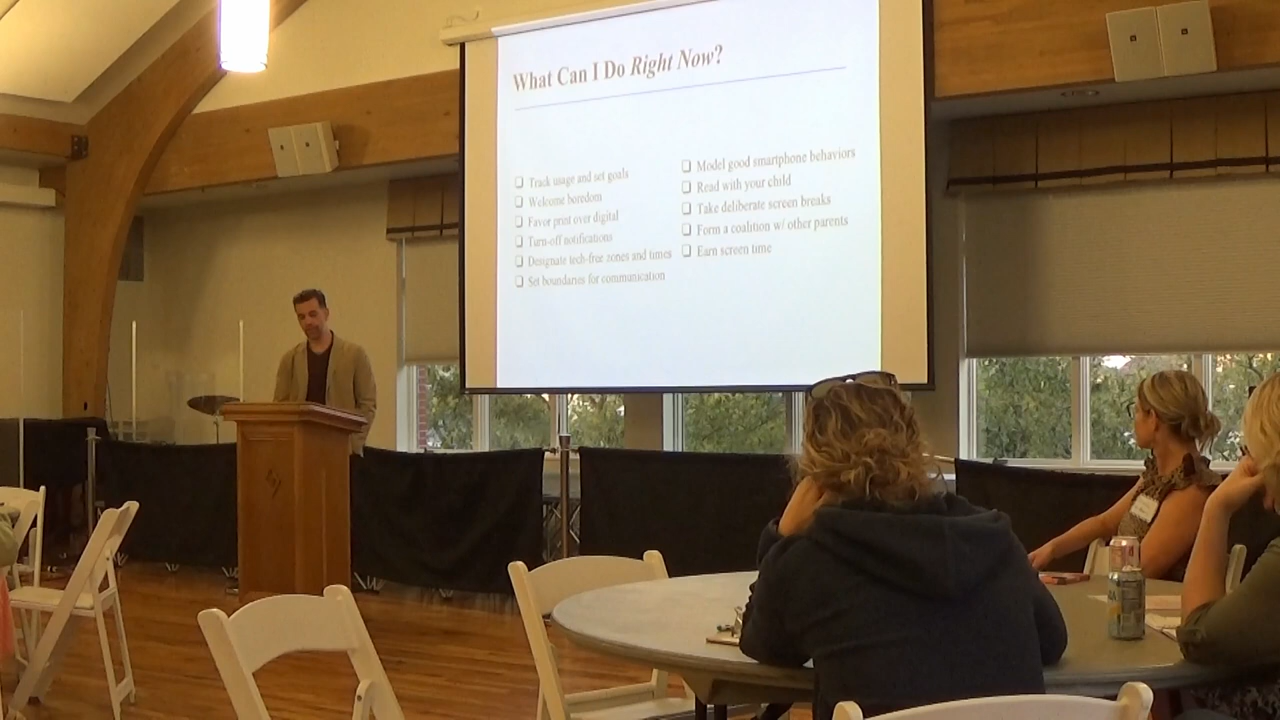 What Can I Do Right Now?
❑ Track usage and set goals
❑ Welcome boredom
❑ Favor print over digital
❑ Turn-off notifications
❑ Designate tech-free zones and times
❑ Set boundaries for communication
❑ Model good smartphone behaviors
❑ Read with your child
❑ Take deliberate screen breaks
❑ Form a coalition w/ other parents
❑ Earn screen time